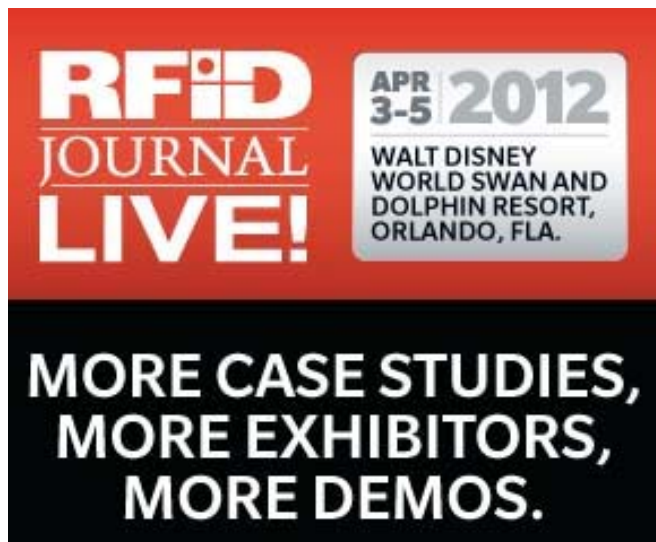 RFID
JOURNAL
LIVE!
APR
3-5
2012
WALT DISNEY
WORLD SWAN AND
DOLPHIN RESORT,
ORLANDO, FLA.
MORE CASE STUDIES,
MORE EXHIBITORS,
MORE DEMOS.